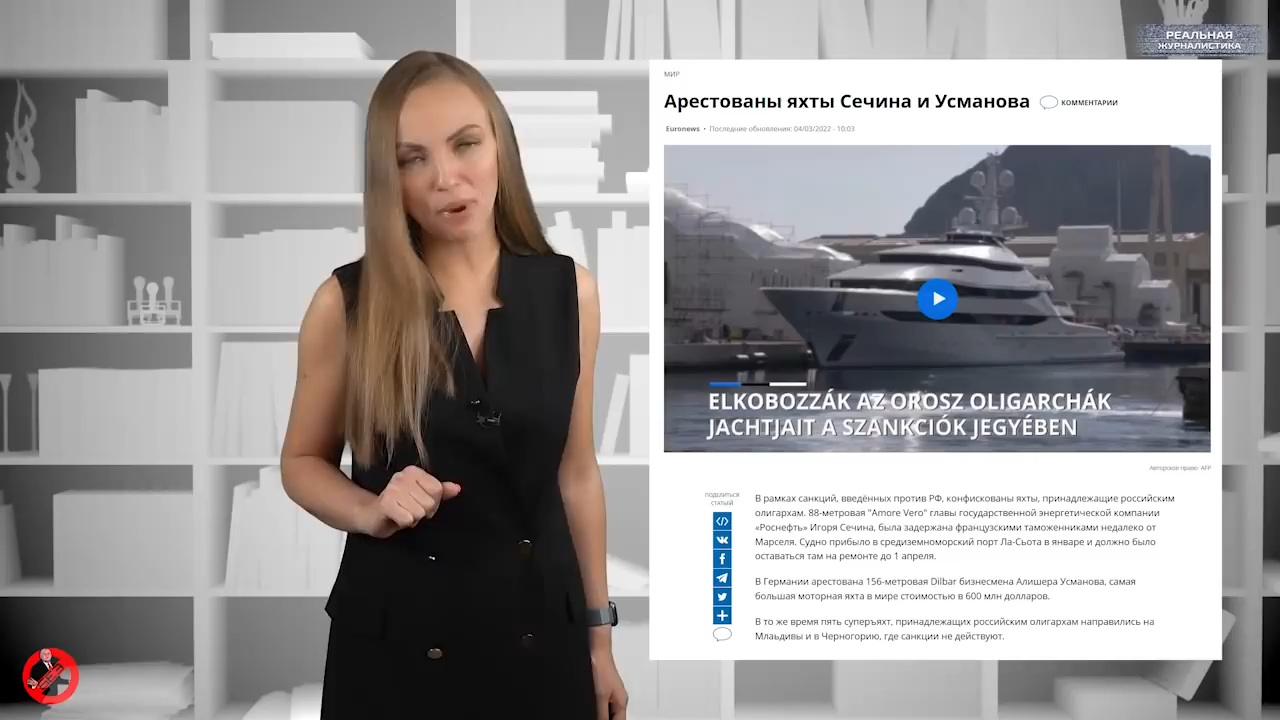 РЕАЛЬНАЯ
ЖУРНАЛИСТИКА
МИР
Арестованы яхты Сечина и Усманова
КОММЕНТАРИИ
Euronews • Последние обновления: 04/03/2022 - 10:03
ELKOBOZZÁK AZ OROSZ OLIGARCHÁK
JACHTJAIT A SZANKCIÓK JEGYÉBEN
Авторское право AFP
ПОДЕЛИТЬСЯ
СТАТЬЕЙ
В рамках санкций, введённых против РФ, конфискованы яхты, принадлежащие российским
олигархам. 88-метровая "Amore Vero" главы государственной энергетической компании
«Роснефть» Игоря Сечина, была задержана французскими таможенниками недалеко от
Марселя. Судно прибыло в средиземноморский порт Ла-Сьота в январе и должно было
оставаться там на ремонте до 1 апреля.
В Германии арестована 156-метровая Dilbar бизнесмена Алишера Усманова, самая
большая моторная яхта в мире стоимостью в 600 млн долларов.
В то же время пять суперъяхт, принадлежащих российским олигархам направились на
Мальдивы и в Черногорию, где санкции не действуют.